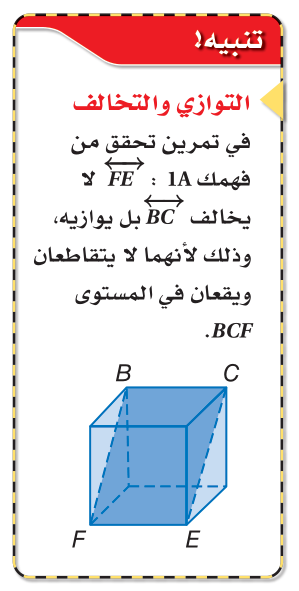 تنبيه!
التوازي والتخالف
في تمرين تحقق من
فهمك 1A : FE لا
يخالف BC بل يوازيه،
وذلك لأنهما لا يتقاطعان
ويقعان في المستوى
BCF.
B C
F E